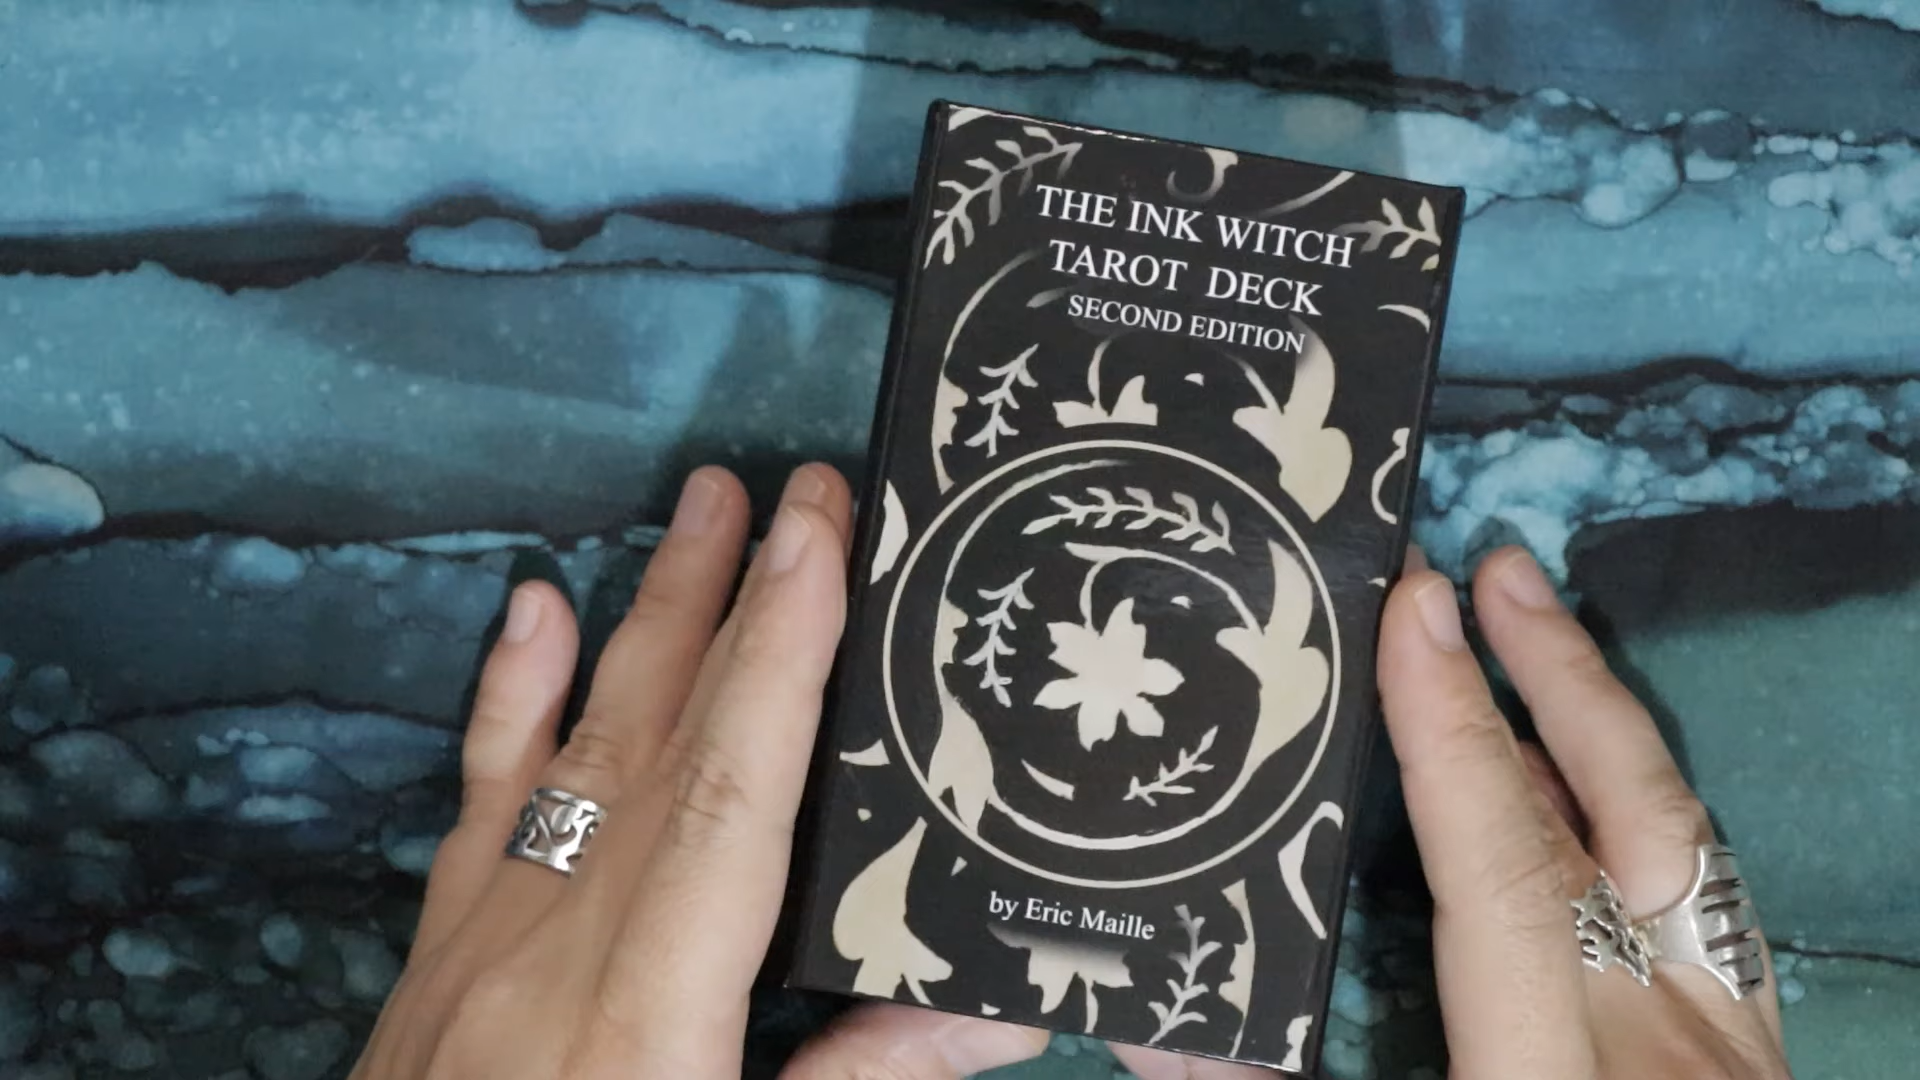 THE INK WITCH
TAROT DECK
SECOND EDITION
by Eric Maille